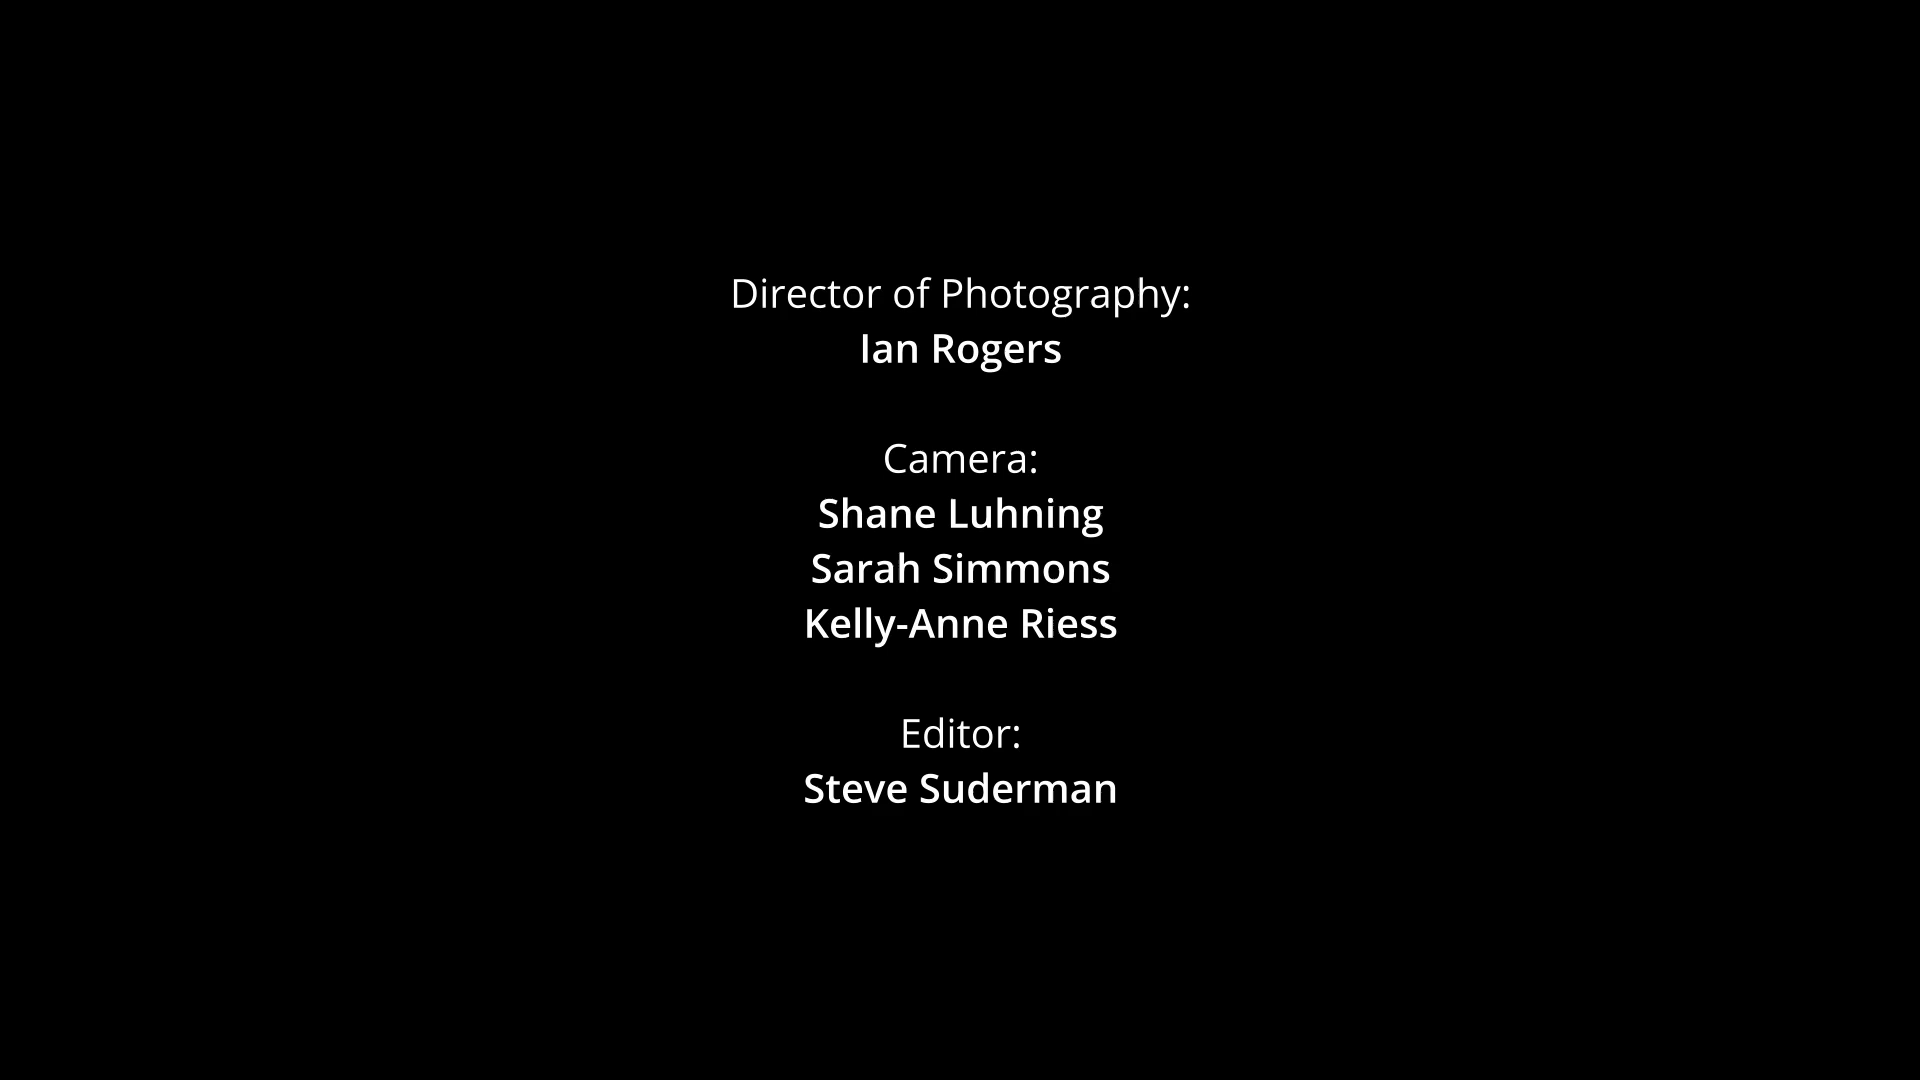 Director of Photography:
Ian Rogers
Camera:
Shane Luhning
Sarah Simmons
Kelly-Anne Riess
Editor:
Steve Suderman